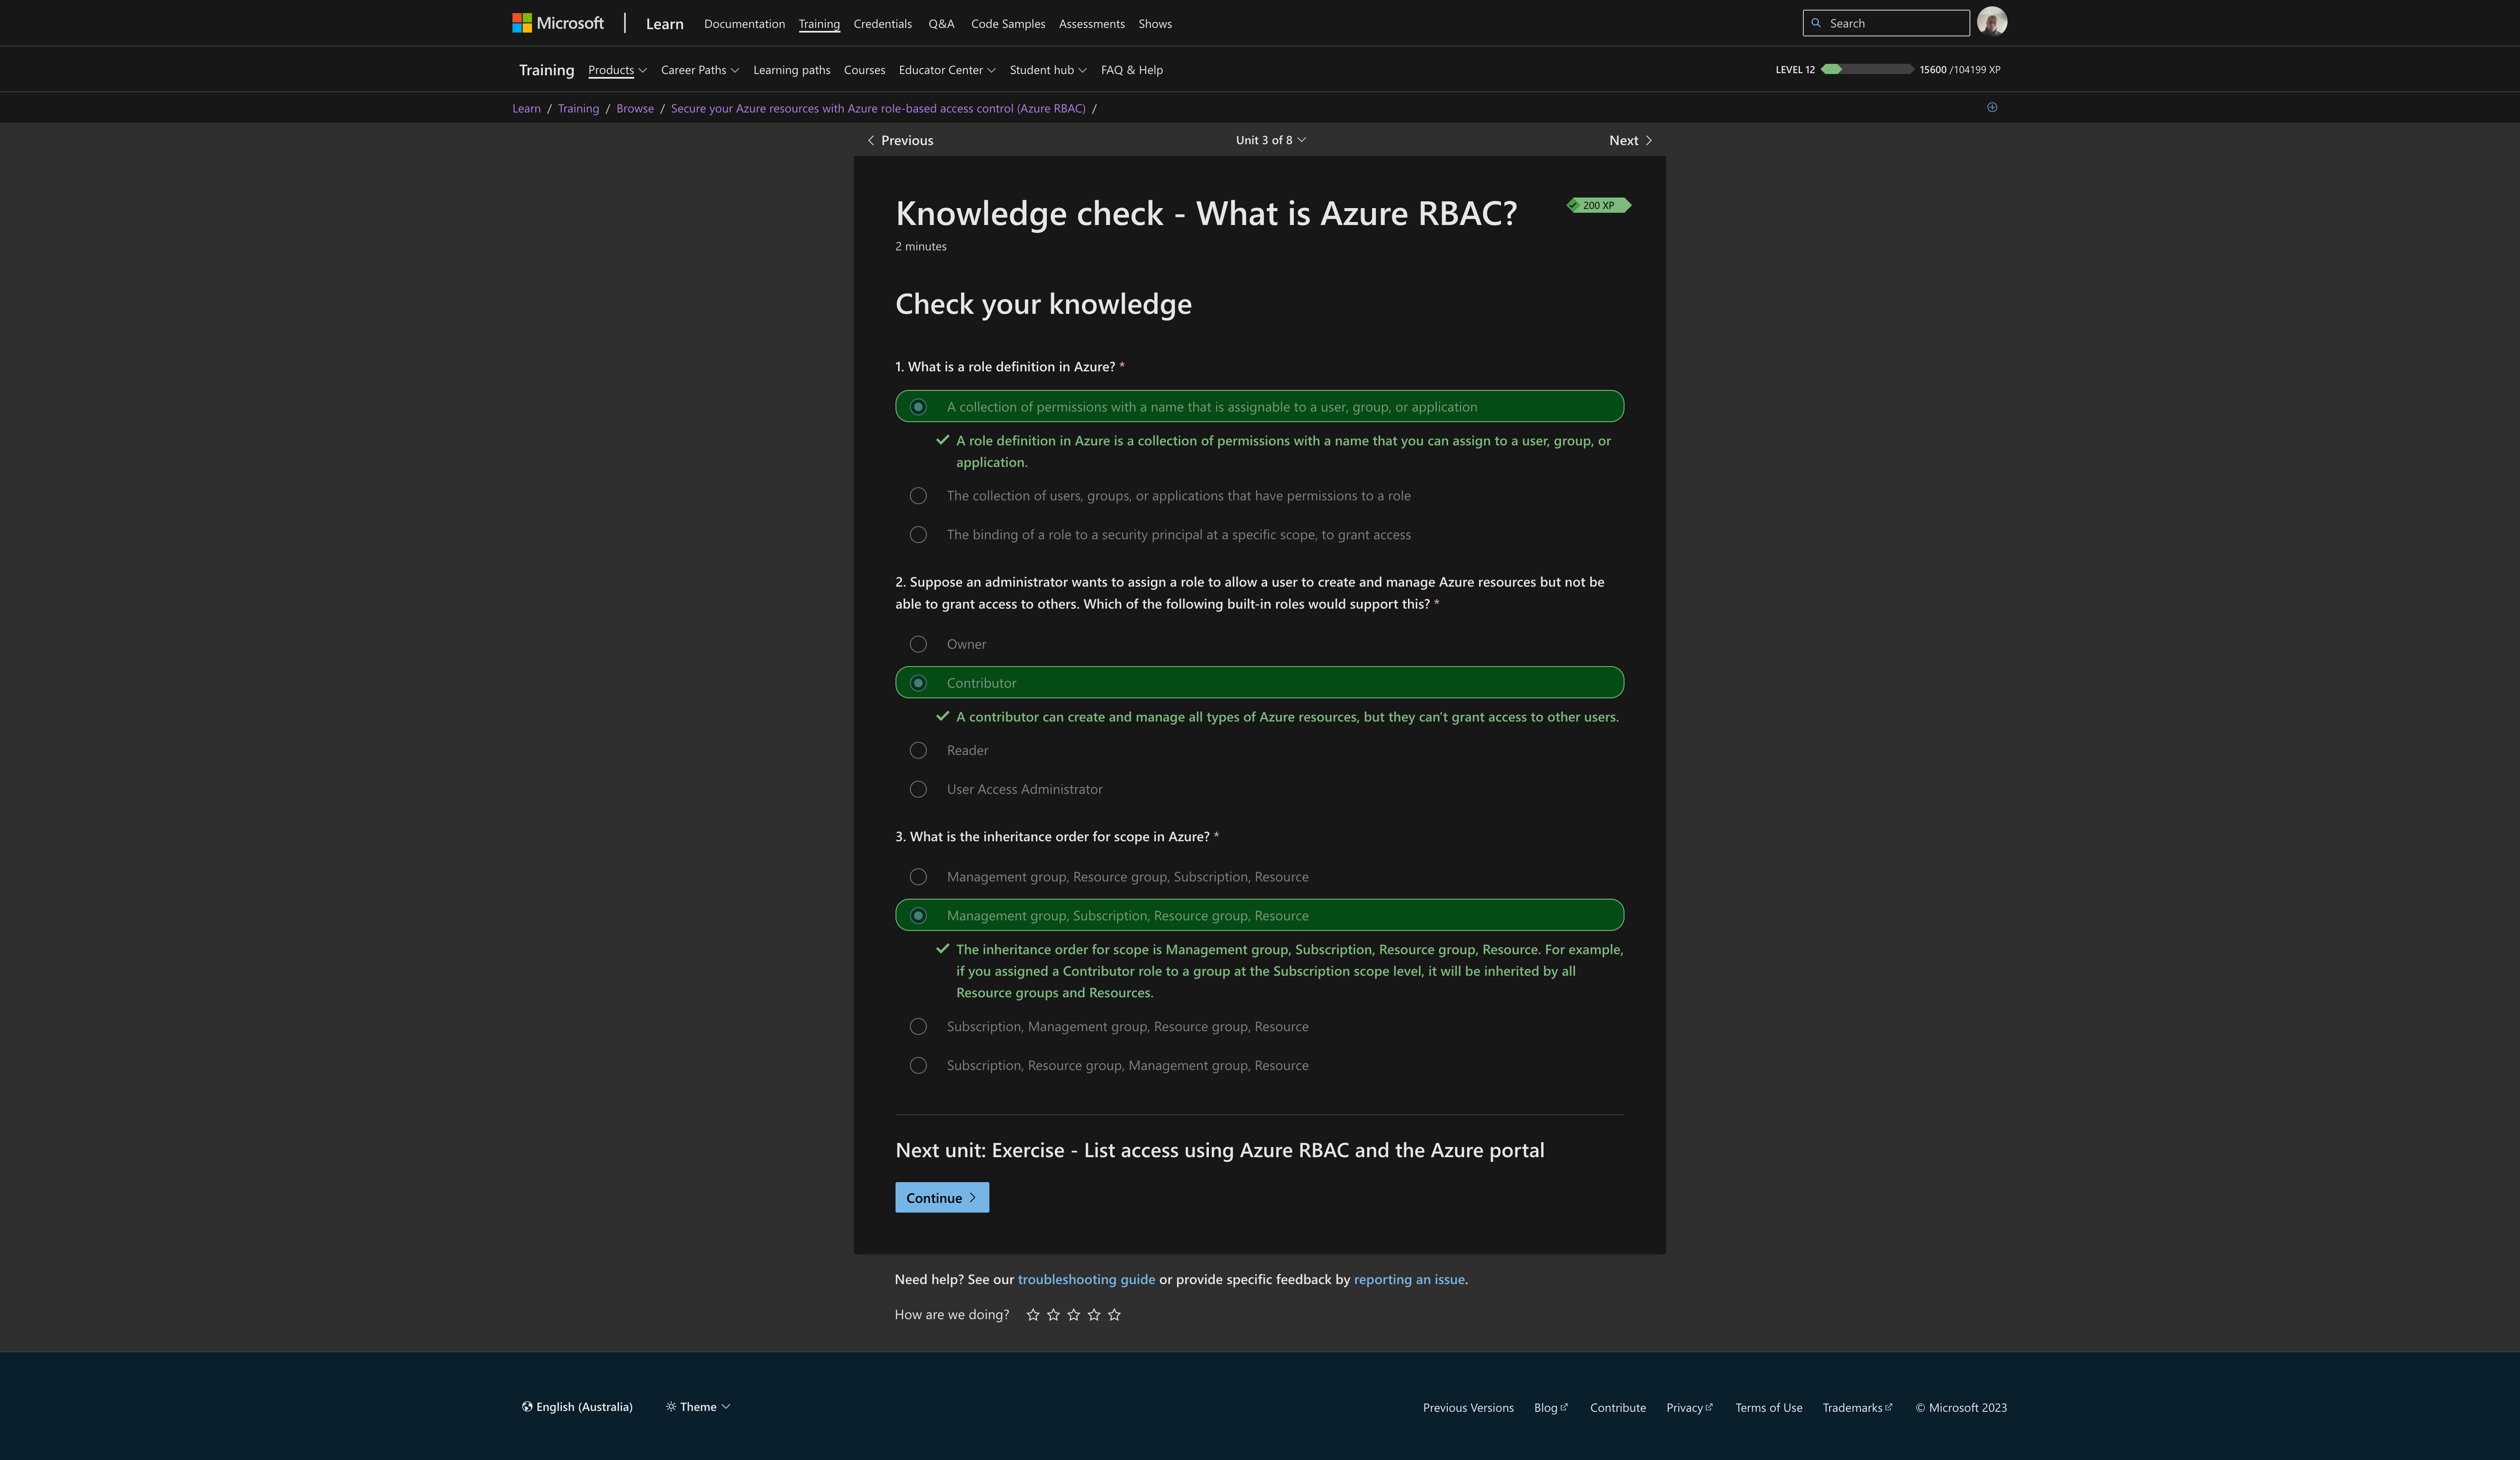 Microsoft
Learn
Documentation
Training
Credentials
Q&A
Code Samples
Assessments
Shows
Search
Training
Products
Career Paths
Learning paths
Courses
Educator Center
Student hub
FAQ & Help
LEVEL 12
15600 /104199 XP
Learn / Training / Browse / Secure your Azure resources with Azure role-based access control (Azure RBAC) /
Previous
Unit 3 of 8
Next
Knowledge check - What is Azure RBAC?
200 XP
2 minutes
Check your knowledge
1. What is a role definition in Azure? *
A collection of permissions with a name that is assignable to a user, group, or application
A role definition in Azure is a collection of permissions with a name that you can assign to a user, group, or
application.
The collection of users, groups, or applications that have permissions to a role
The binding of a role to a security principal at a specific scope, to grant access
2. Suppose an administrator wants to assign a role to allow a user to create and manage Azure resources but not be
able to grant access to others. Which of the following built-in roles would support this? *
Owner
Contributor
A contributor can create and manage all types of Azure resources, but they can't grant access to other users.
Reader
User Access Administrator
3. What is the inheritance order for scope in Azure? *
Management group, Resource group, Subscription, Resource
Management group, Subscription, Resource group, Resource
The inheritance order for scope is Management group, Subscription, Resource group, Resource. For example,
if you assigned a Contributor role to a group at the Subscription scope level, it will be inherited by all
Resource groups and Resources.
Subscription, Management group, Resource group, Resource
Subscription, Resource group, Management group, Resource
Next unit: Exercise - List access using Azure RBAC and the Azure portal
Continue
Need help? See our troubleshooting guide or provide specific feedback by reporting an issue.
How are we doing?
English (Australia)
Theme
Previous Versions
Blog
Contribute
Privacy
Terms of Use
Trademarks
© Microsoft 2023